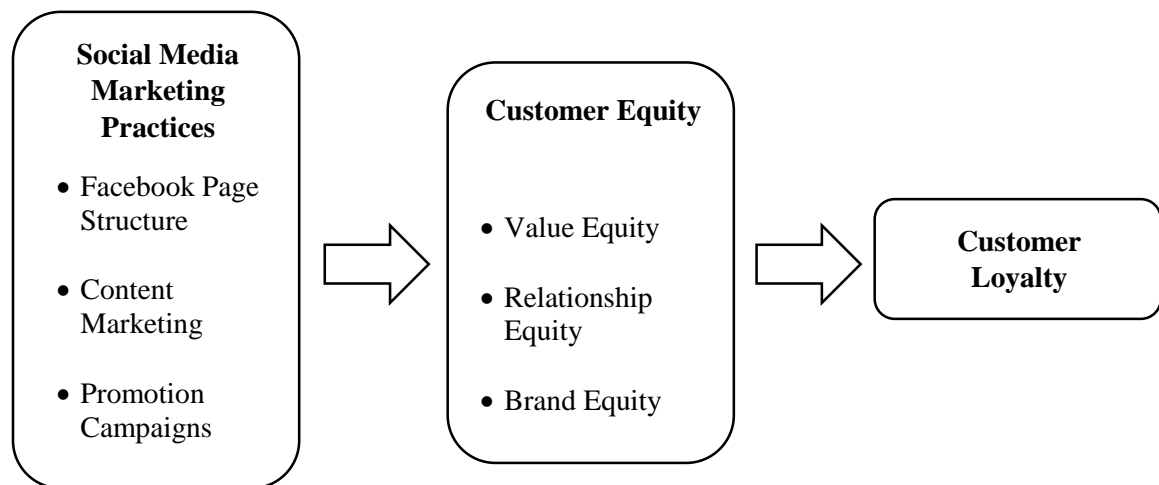 Social Media
Marketing
Practices
• Facebook Page
Structure
• Content
Marketing
• Promotion
Campaigns
Customer Equity
• Value Equity
• Relationship
Equity
• Brand Equity
Customer
Loyalty